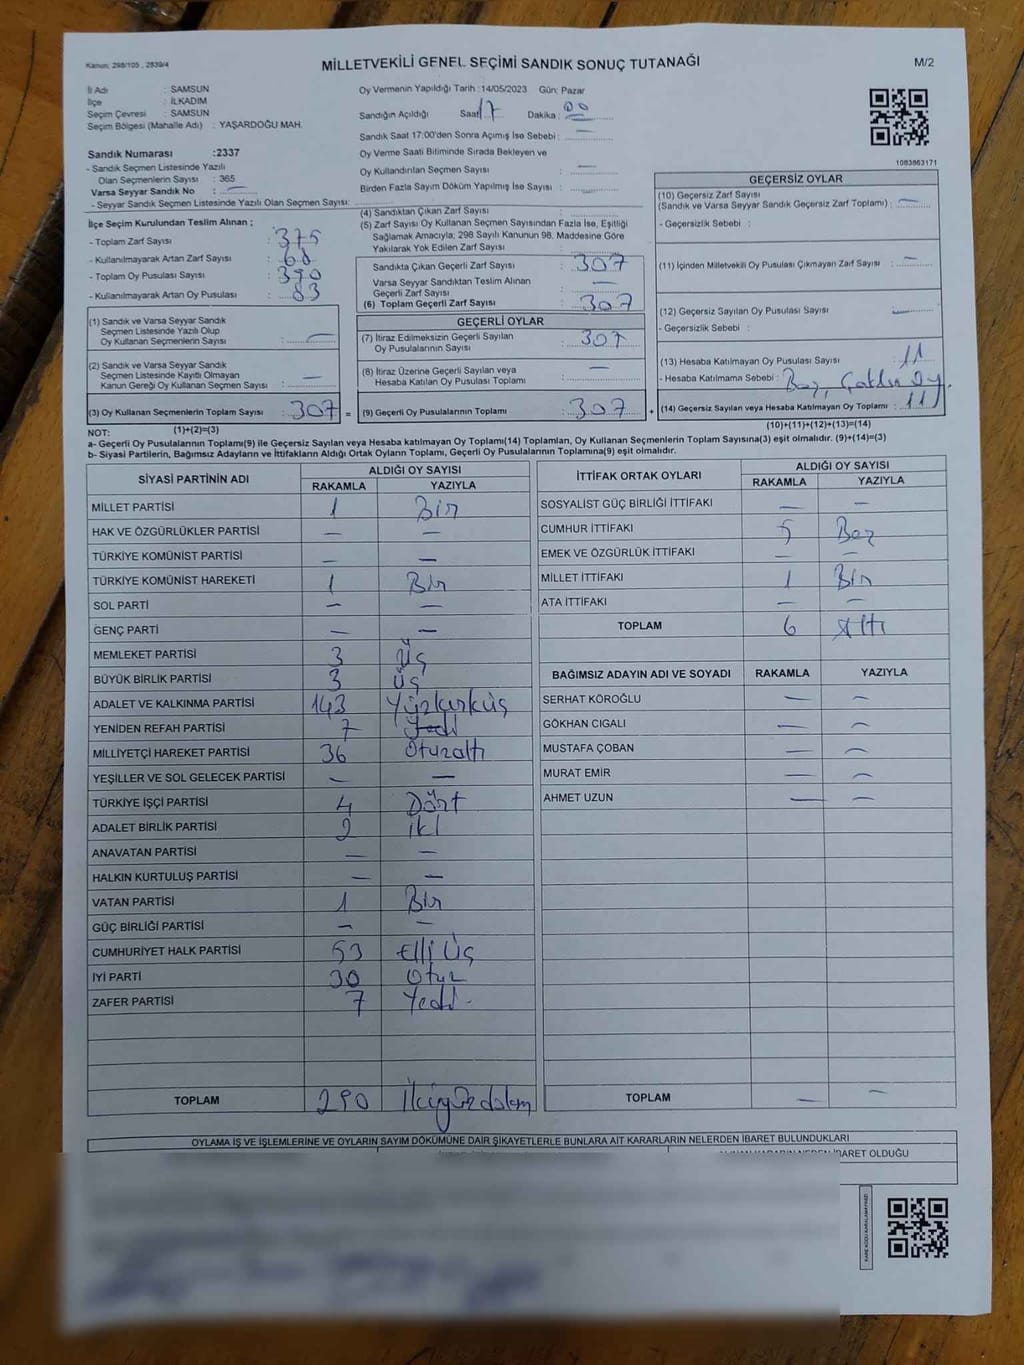 Kanun: 298/105 , 2839/4
MİLLETVEKİLİ GENEL SEÇİMİ SANDIK SONUÇ TUTANAĞI
M/2
İl Adı : SAMSUN
İlçe : İLKADIM
Seçim Çevresi : SAMSUN
Seçim Bölgesi (Mahalle Adı) : YAŞARDOĞU MAH.
Sandık Numarası :2337
- Sandık Seçmen Listesinde Yazılı
Olan Seçmenlerin Sayısı : 365
Varsa Seyyar Sandık No : —
- Seyyar Sandık Seçmen Listesinde Yazılı Olan Seçmen Sayısı:
Oy Vermenin Yapıldığı Tarih :14/05/2023 Gün: Pazar
Sandığın Açıldığı Saat 17 Dakika : 00
Sandık Saat 17:00'den Sonra Açılmış İse Sebebi : —
Oy Verme Saati Bitiminde Sırada Bekleyen ve
Oy Kullandırılan Seçmen Sayısı : —
Birden Fazla Sayım Döküm Yapılmış İse Sayısı : —
1083863171
İlçe Seçim Kurulundan Teslim Alınan ;
- Toplam Zarf Sayısı : 375
- Kullanılmayarak Artan Zarf Sayısı : 68
- Toplam Oy Pusulası Sayısı : 390
- Kullanılmayarak Artan Oy Pusulası : 83
(4) Sandıktan Çıkan Zarf Sayısı :
(5) Zarf Sayısı Oy Kullanan Seçmen Sayısından Fazla İse, Eşitliği
Sağlamak Amacıyla; 298 Sayılı Kanunun 98. Maddesine Göre
Yakılarak Yok Edilen Zarf Sayısı :
Sandıkta Çıkan Geçerli Zarf Sayısı : 307
Varsa Seyyar Sandıktan Teslim Alınan
Geçerli Zarf Sayısı : —
(6) Toplam Geçerli Zarf Sayısı : 307
GEÇERSİZ OYLAR
(10) Geçersiz Zarf Sayısı
(Sandık ve Varsa Seyyar Sandık Geçersiz Zarf Toplamı) : —
- Geçersizlik Sebebi :
(11) İçinden Milletvekili Oy Pusulası Çıkmayan Zarf Sayısı : —
(12) Geçersiz Sayılan Oy Pusulası Sayısı : —
- Geçersizlik Sebebi :
(13) Hesaba Katılmayan Oy Pusulası Sayısı : 11
- Hesaba Katılmama Sebebi : Boş, Oy.
(14) Geçersiz Sayılan veya Hesaba Katılmayan Oy Toplamı : 11
(10)+(11)+(12)+(13)=(14)
(1) Sandık ve Varsa Seyyar Sandık
Seçmen Listesinde Yazılı Olup
Oy Kullanan Seçmenlerin Sayısı : —
(2) Sandık ve Varsa Seyyar Sandık
Seçmen Listesinde Kayıtlı Olmayan
Kanun Gereği Oy Kullanan Seçmen Sayısı : —
(3) Oy Kullanan Seçmenlerin Toplam Sayısı : 307 =
(1)+(2)=(3)
GEÇERLİ OYLAR
(7) İtiraz Edilmeksizin Geçerli Sayılan
Oy Pusulalarının Sayısı : 307
(8) İtiraz Üzerine Geçerli Sayılan veya
Hesaba Katılan Oy Pusulası Toplamı : —
(9) Geçerli Oy Pusulalarının Toplamı : 307 +
NOT:
a- Geçerli Oy Pusulalarının Toplamı(9) ile Geçersiz Sayılan veya Hesaba katılmayan Oy Toplamı(14) Toplamları, Oy Kullanan Seçmenlerin Toplam Sayısına(3) eşit olmalıdır. (9)+(14)=(3)
b- Siyasi Partilerin, Bağımsız Adayların ve İttifakların Aldığı Ortak Oyların Toplamı, Geçerli Oy Pusulalarının Toplamına(9) eşit olmalıdır.
SİYASİ PARTİNİN ADI ALDIĞI OY SAYISI
RAKAMLA YAZIYLA
MİLLET PARTİSİ 1 Bir
HAK VE ÖZGÜRLÜKLER PARTİSİ — —
TÜRKİYE KOMÜNİST PARTİSİ — —
TÜRKİYE KOMÜNİST HAREKETİ 1 Bir
SOL PARTİ — —
GENÇ PARTİ — —
MEMLEKET PARTİSİ 3 Üç
BÜYÜK BİRLİK PARTİSİ 3 Üç
ADALET VE KALKINMA PARTİSİ 143 Yüzkırküç
YENİDEN REFAH PARTİSİ 7 Yedi
MİLLİYETÇİ HAREKET PARTİSİ 36 Otuzaltı
YEŞİLLER VE SOL GELECEK PARTİSİ — —
TÜRKİYE İŞÇİ PARTİSİ 4 Dört
ADALET BİRLİK PARTİSİ 2 İki
ANAVATAN PARTİSİ — —
HALKIN KURTULUŞ PARTİSİ — —
VATAN PARTİSİ 1 Bir
GÜÇ BİRLİĞİ PARTİSİ — —
CUMHURİYET HALK PARTİSİ 53 Elli Üç
İYİ PARTİ 30 Otuz
ZAFER PARTİSİ 7 Yedi
TOPLAM 290 İkiyüzdoksan
İTTİFAK ORTAK OYLARI ALDIĞI OY SAYISI
RAKAMLA YAZIYLA
SOSYALİST GÜÇ BİRLİĞİ İTTİFAKI — —
CUMHUR İTTİFAKI 5 Beş
EMEK VE ÖZGÜRLÜK İTTİFAKI — —
MİLLET İTTİFAKI 1 Bir
ATA İTTİFAKI — —
TOPLAM 6 Altı
BAĞIMSIZ ADAYIN ADI VE SOYADI RAKAMLA YAZIYLA
SERHAT KÖROĞLU — —
GÖKHAN CIGALI — —
MUSTAFA ÇOBAN — —
MURAT EMİR — —
AHMET UZUN — —
TOPLAM — —
OYLAMA İŞ VE İŞLEMLERİNE VE OYLARIN SAYIM DÖKÜMÜNE DAİR ŞİKAYETLERLE BUNLARA AİT KARARLARIN NELERDEN İBARET BULUNDUKLARI
İBARET OLDUĞU